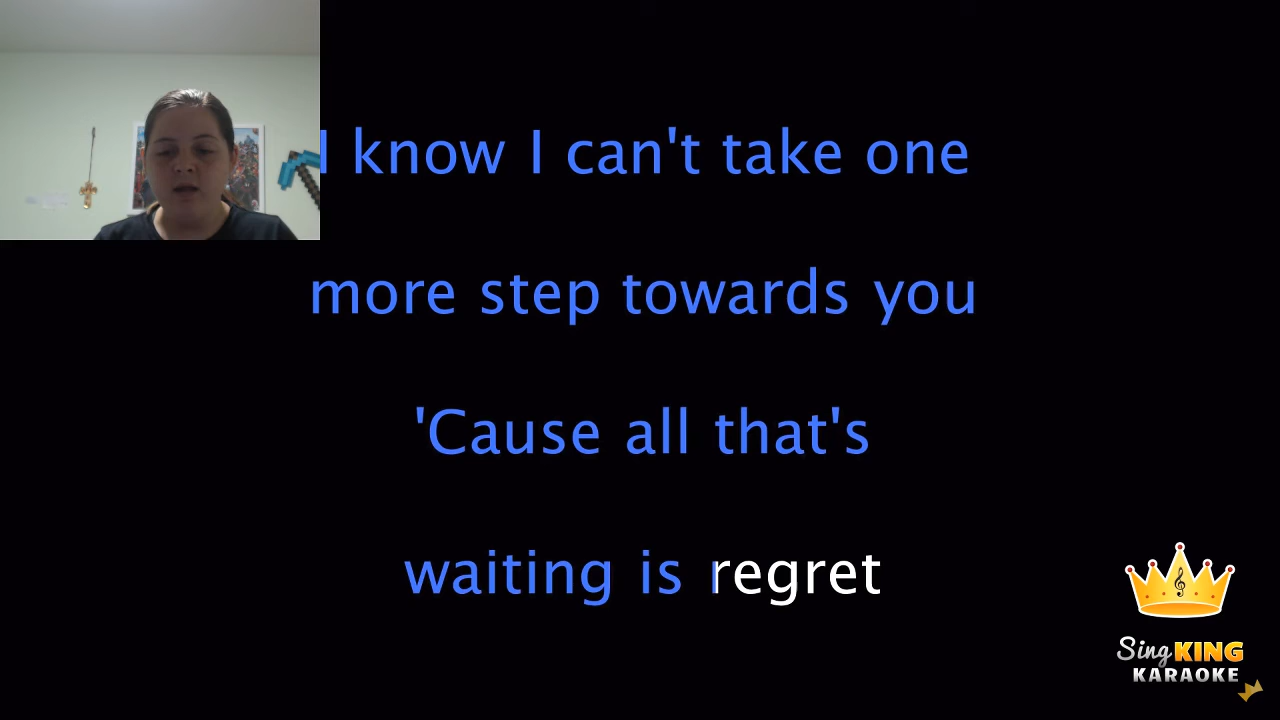 I know I can't take one
more step towards you
'Cause all that's
waiting is regret
Sing KING
KARAOKE